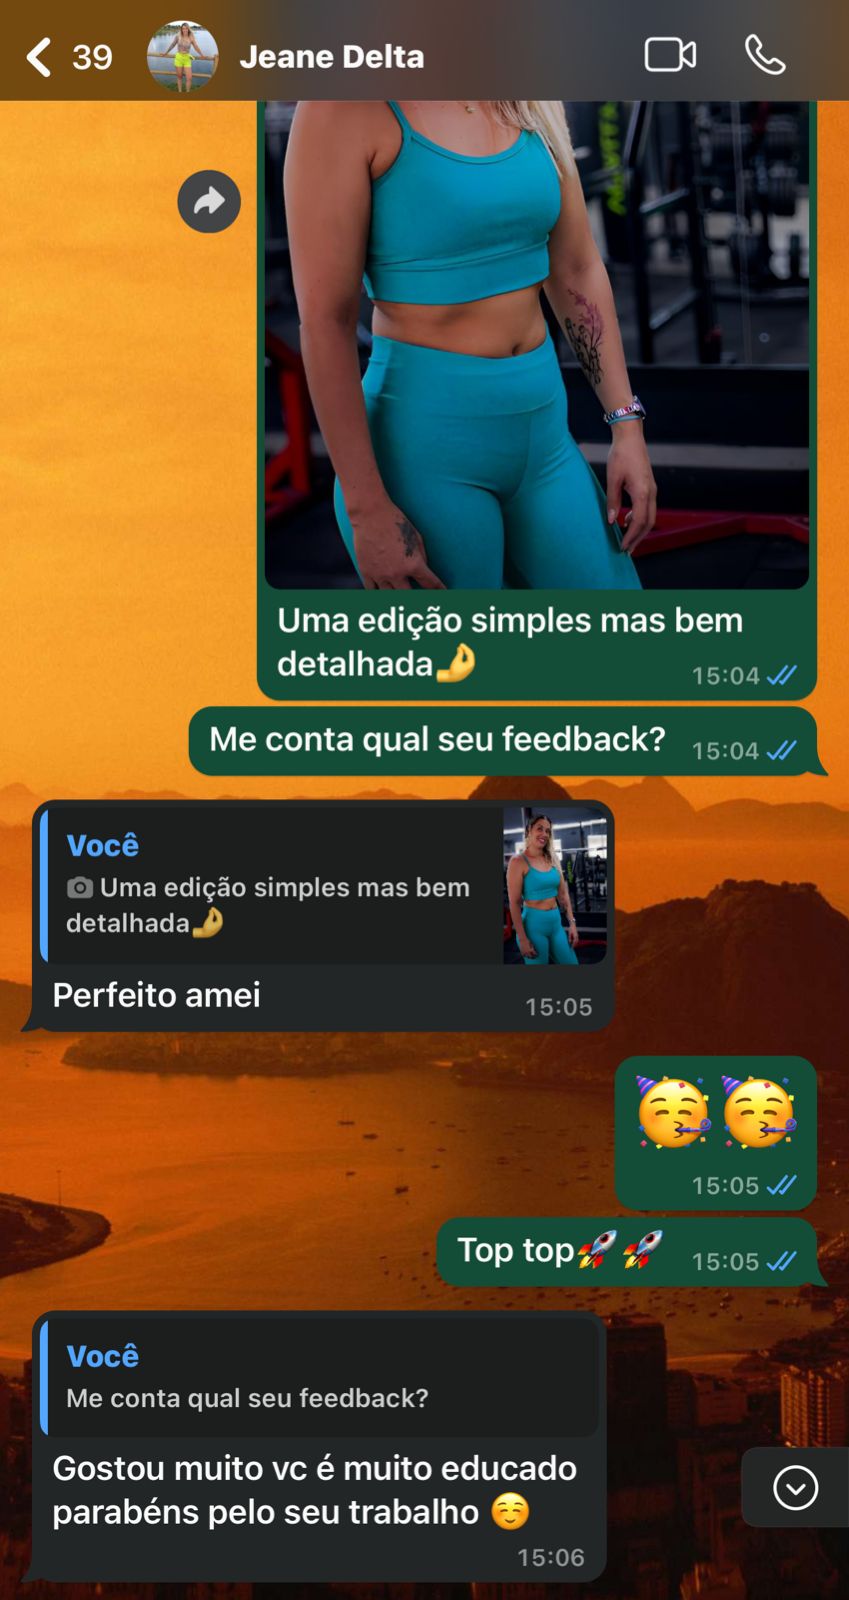 39 Jeane Delta
Uma edição simples mas bem
detalhada🤌
15:04
Me conta qual seu feedback?
15:04
Você
Uma edição simples mas bem
detalhada🤌
Perfeito amei
15:05
🥳🥳
15:05
Top top🚀🚀
15:05
Você
Me conta qual seu feedback?
Gostou muito vc é muito educado
parabéns pelo seu trabalho ☺️
15:06